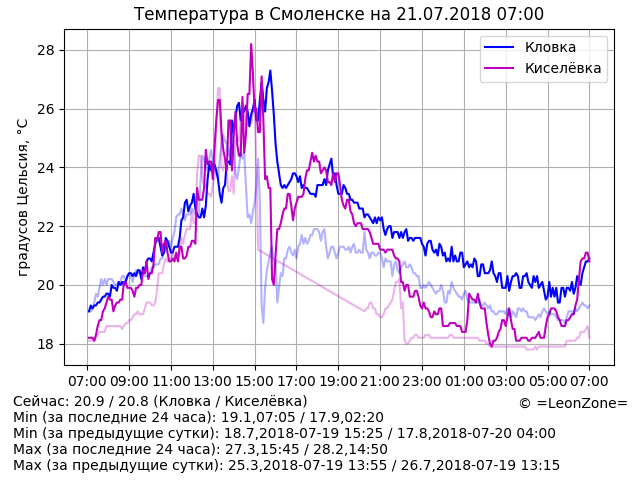 Температура в Смоленске на 21.07.2018 07:00
Кловка
Киселёвка
градусов Цельсия, °C
28
26
24
22
20
18
07:00 09:00 11:00 13:00 15:00 17:00 19:00 21:00 23:00 01:00 03:00 05:00 07:00
Сейчас: 20.9 / 20.8 (Кловка / Киселёвка)
© =LeonZone=
Min (за последние 24 часа): 19.1,07:05 / 17.9,02:20
Min (за предыдущие сутки): 18.7,2018-07-19 15:25 / 17.8,2018-07-20 04:00
Max (за последние 24 часа): 27.3,15:45 / 28.2,14:50
Max (за предыдущие сутки): 25.3,2018-07-19 13:55 / 26.7,2018-07-19 13:15